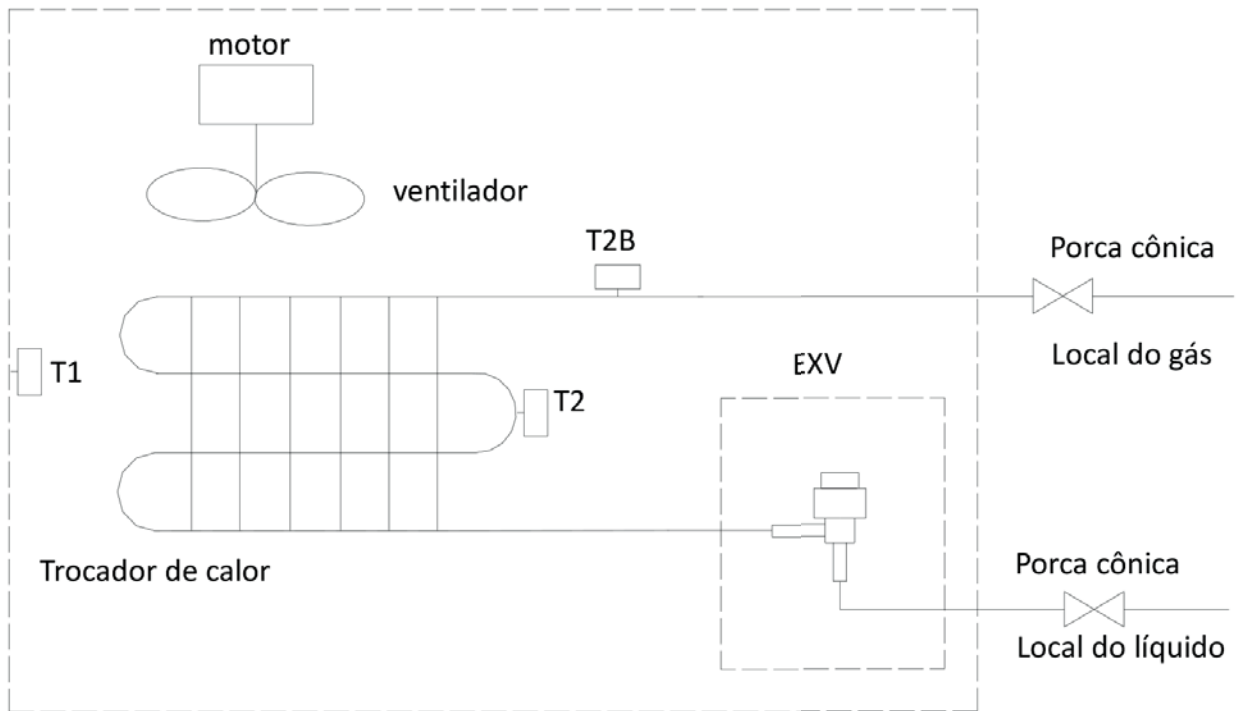 motor
ventilador
T2B
Porca cônica
Local do gás
T1
EXV
T2
Porca cônica
Trocador de calor
Local do líquido